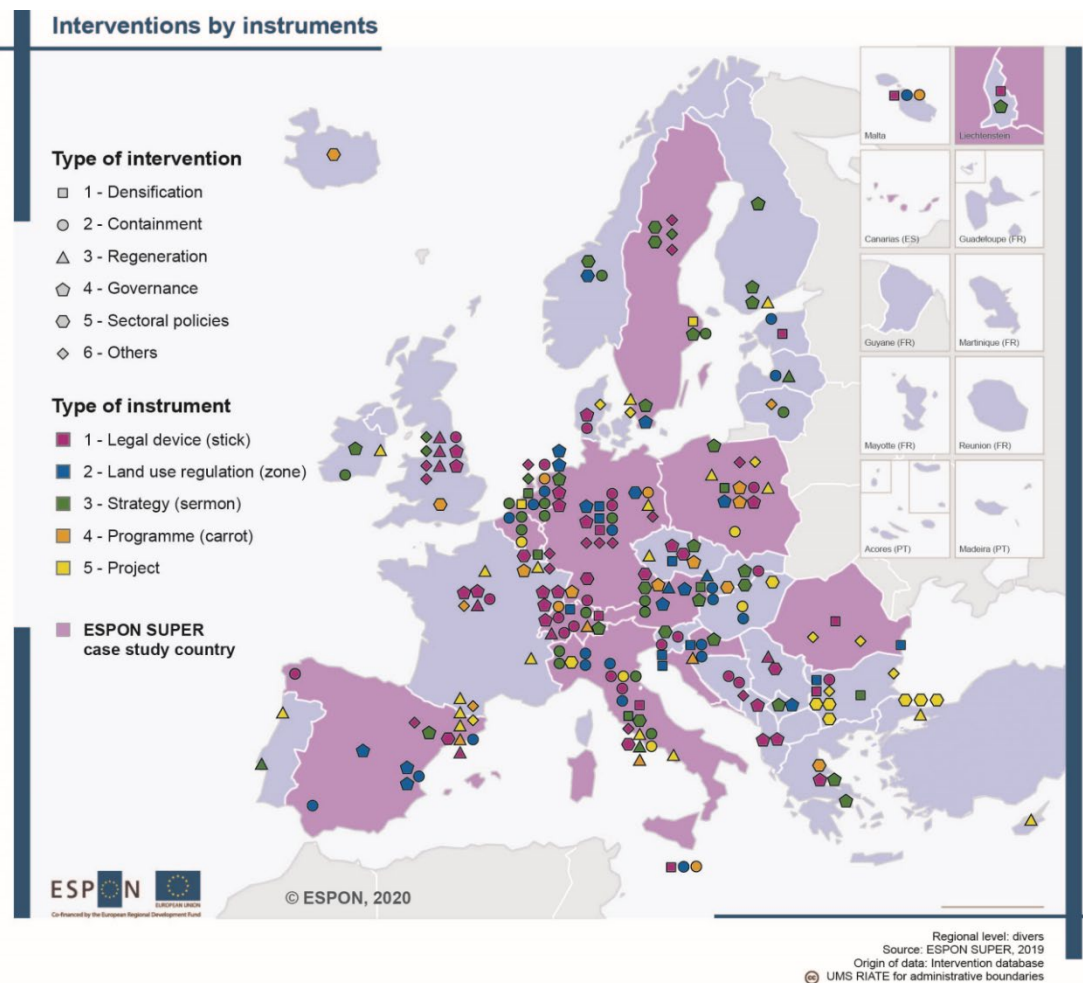 Interventions by instruments
Type of intervention
1 - Densification
2 - Containment
3 - Regeneration
4 - Governance
5 - Sectoral policies
6 - Others
Type of instrument
1 - Legal device (stick)
2 - Land use regulation (zone)
3 - Strategy (sermon)
4 - Programme (carrot)
5 - Project
ESPON SUPER
case study country
Malta
Liechtenstein
Canarias (ES)
Guadeloupe (FR)
Guyane (FR)
Martinique (FR)
Mayotte (FR)
Reunion (FR)
Acores (PT)
Madeira (PT)
ESPON
EUROPEAN UNION
Co-financed by the European Regional Development Fund
© ESPON, 2020
Regional level: divers
Source: ESPON SUPER, 2019
Origin of data: Intervention database
cc UMS RIATE for administrative boundaries